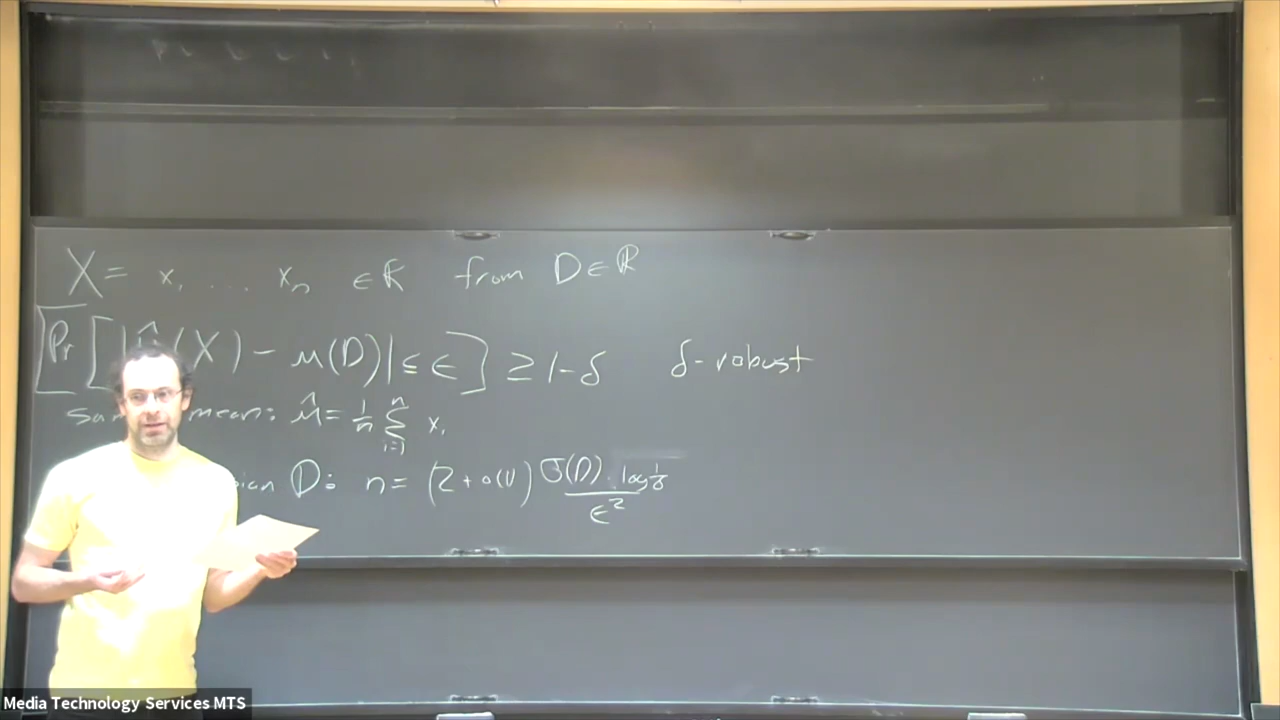 X = x₁ .... xₙ ∈ ℝ from D ∈ ℝ
Pr [ | μ̂ (X) - μ(D) | ≤ ε ] ≥ 1-δ δ-robust
mean: μ̂ = 1/n Σᵢ₌₁ⁿ xᵢ
D: n = (2 + o(1)) σ(D) · log 1/δ / ε²
Media Technology Services MTS